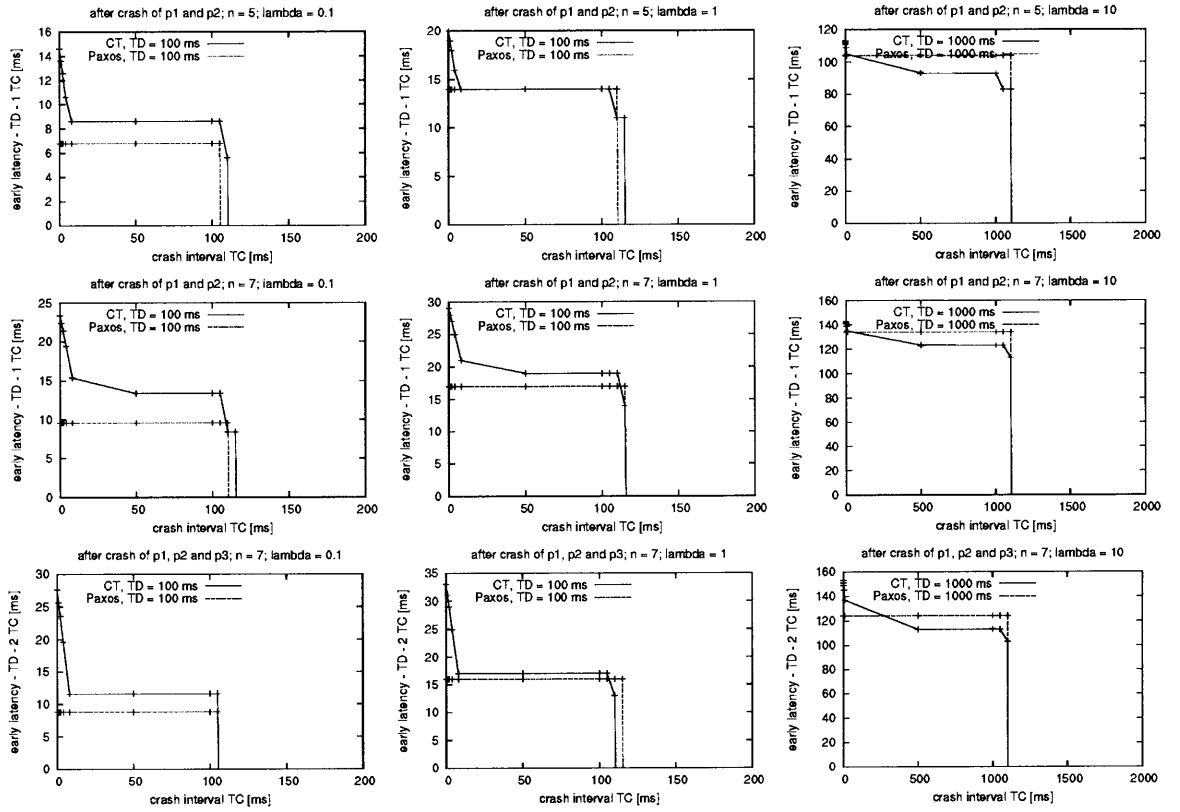 after crash of p1 and p2; n = 5; lambda = 0.1
early latency - TD - 1 TC [ms]
16
14
12
10
8
6
4
2
0
CT, TD = 100 ms
Paxos, TD = 100 ms
0 50 100 150 200
crash interval TC [ms]
after crash of p1 and p2; n = 5; lambda = 1
early latency - TD - 1 TC [ms]
20
15
10
5
0
CT, TD = 100 ms
Paxos, TD = 100 ms
0 50 100 150 200
crash interval TC [ms]
after crash of p1 and p2; n = 5; lambda = 10
early latency - TD - 1 TC [ms]
120
100
80
60
40
20
0
CT, TD = 1000 ms
Paxos, TD = 1000 ms
0 500 1000 1500 2000
crash interval TC [ms]
after crash of p1 and p2; n = 7; lambda = 0.1
early latency - TD - 1 TC [ms]
25
20
15
10
5
0
CT, TD = 100 ms
Paxos, TD = 100 ms
0 50 100 150 200
crash interval TC [ms]
after crash of p1 and p2; n = 7; lambda = 1
early latency - TD - 1 TC [ms]
30
25
20
15
10
5
0
CT, TD = 100 ms
Paxos, TD = 100 ms
0 50 100 150 200
crash interval TC [ms]
after crash of p1 and p2; n = 7; lambda = 10
early latency - TD - 1 TC [ms]
160
140
120
100
80
60
40
20
0
CT, TD = 1000 ms
Paxos, TD = 1000 ms
0 500 1000 1500 2000
crash interval TC [ms]
after crash of p1, p2 and p3; n = 7; lambda = 0.1
early latency - TD - 2 TC [ms]
30
25
20
15
10
5
0
CT, TD = 100 ms
Paxos, TD = 100 ms
0 50 100 150 200
crash interval TC [ms]
after crash of p1, p2 and p3; n = 7; lambda = 1
early latency - TD - 2 TC [ms]
35
30
25
20
15
10
5
0
CT, TD = 100 ms
Paxos, TD = 100 ms
0 50 100 150 200
crash interval TC [ms]
after crash of p1, p2 and p3; n = 7; lambda = 10
early latency - TD - 2 TC [ms]
160
140
120
100
80
60
40
20
0
CT, TD = 1000 ms
Paxos, TD = 1000 ms
0 500 1000 1500 2000
crash interval TC [ms]